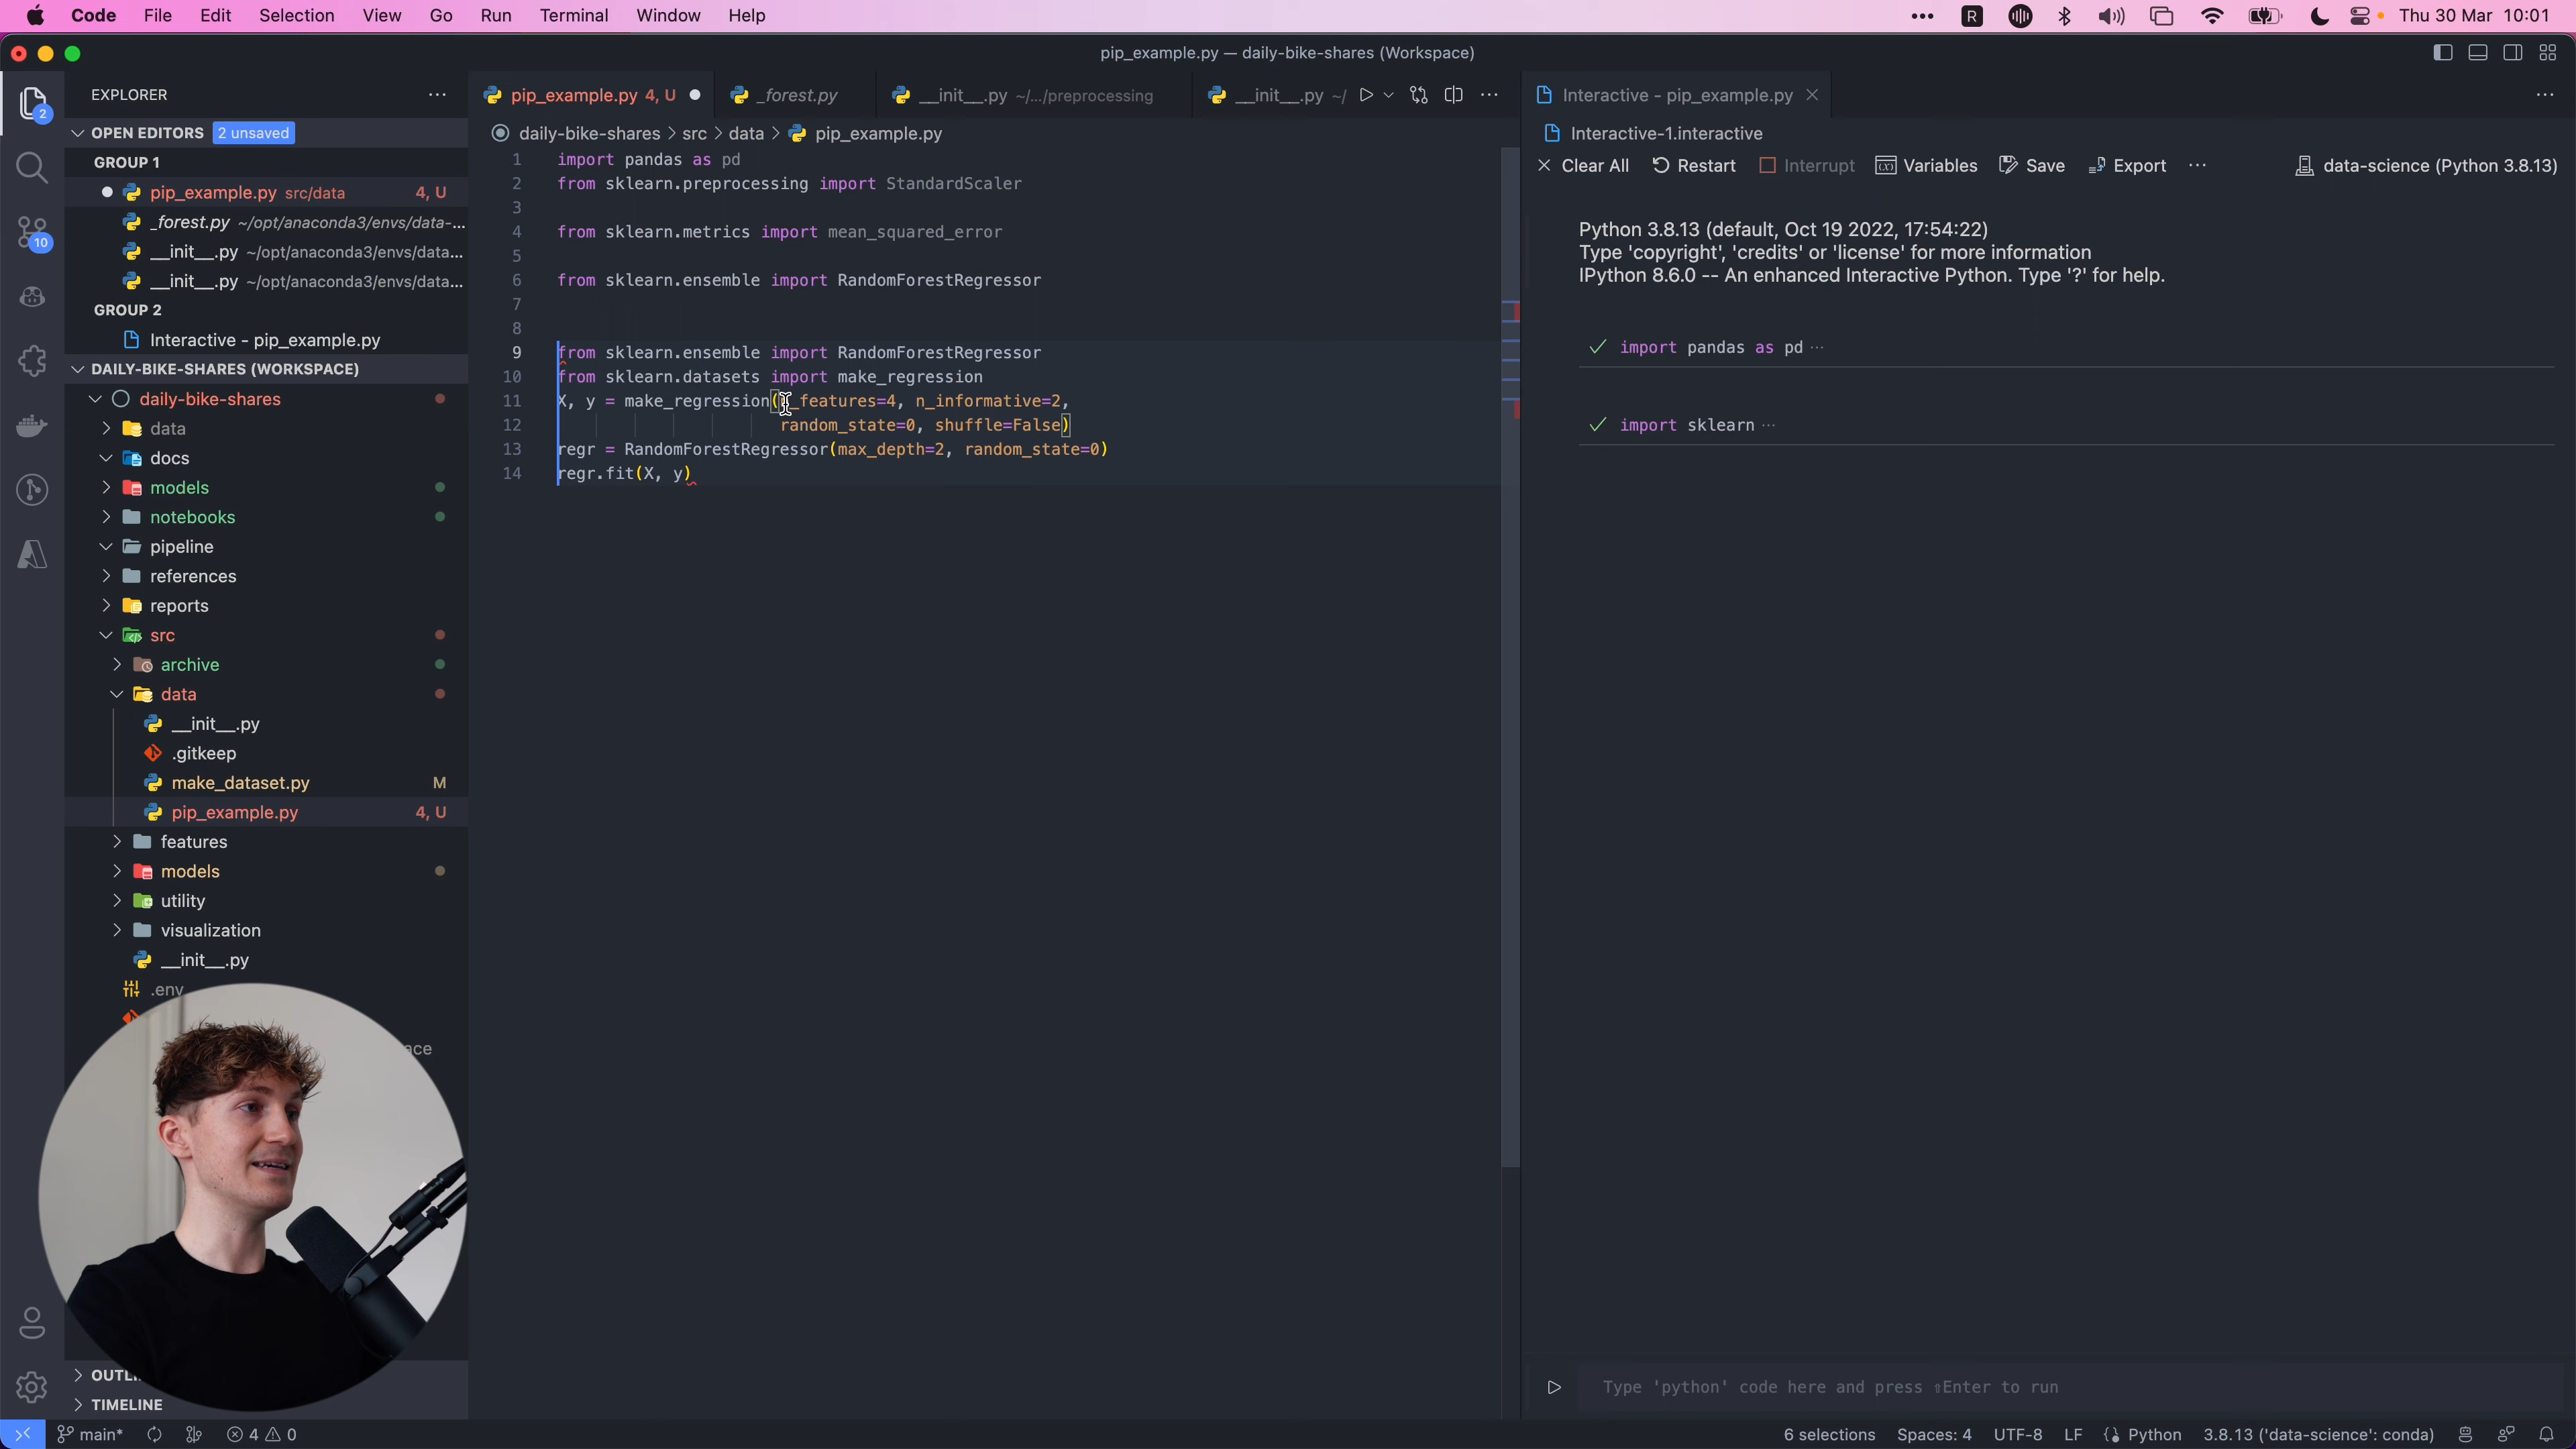 Code File Edit Selection View Go Run Terminal Window Help
Thu 30 Mar 10:01
pip_example.py — daily-bike-shares (Workspace)
EXPLORER
OPEN EDITORS 2 unsaved
GROUP 1
pip_example.py src/data 4, U
_forest.py ~/opt/anaconda3/envs/data-...
__init__.py ~/opt/anaconda3/envs/data...
__init__.py ~/opt/anaconda3/envs/data...
GROUP 2
Interactive - pip_example.py
DAILY-BIKE-SHARES (WORKSPACE)
daily-bike-shares
data
docs
models
notebooks
pipeline
references
reports
src
archive
data
__init__.py
.gitkeep
make_dataset.py M
pip_example.py 4, U
features
models
utility
visualization
__init__.py
.env
TIMELINE
2
10
pip_example.py 4, U
_forest.py
__init__.py ~/.../preprocessing
__init__.py ~/
daily-bike-shares > src > data > pip_example.py
1 import pandas as pd
2 from sklearn.preprocessing import StandardScaler
3
4 from sklearn.metrics import mean_squared_error
5
6 from sklearn.ensemble import RandomForestRegressor
7
8
9 from sklearn.ensemble import RandomForestRegressor
10 from sklearn.datasets import make_regression
11 X, y = make_regression(n_features=4, n_informative=2,
12 random_state=0, shuffle=False)
13 regr = RandomForestRegressor(max_depth=2, random_state=0)
14 regr.fit(X, y)
Interactive - pip_example.py
Interactive-1.interactive
Clear All Restart Interrupt Variables Save Export ··· data-science (Python 3.8.13)
Python 3.8.13 (default, Oct 19 2022, 17:54:22)
Type 'copyright', 'credits' or 'license' for more information
IPython 8.6.0 -- An enhanced Interactive Python. Type '?' for help.
import pandas as pd ···
import sklearn ···
Type 'python' code here and press ⇧Enter to run
main* 4 0
6 selections Spaces: 4 UTF-8 LF Python 3.8.13 ('data-science': conda)